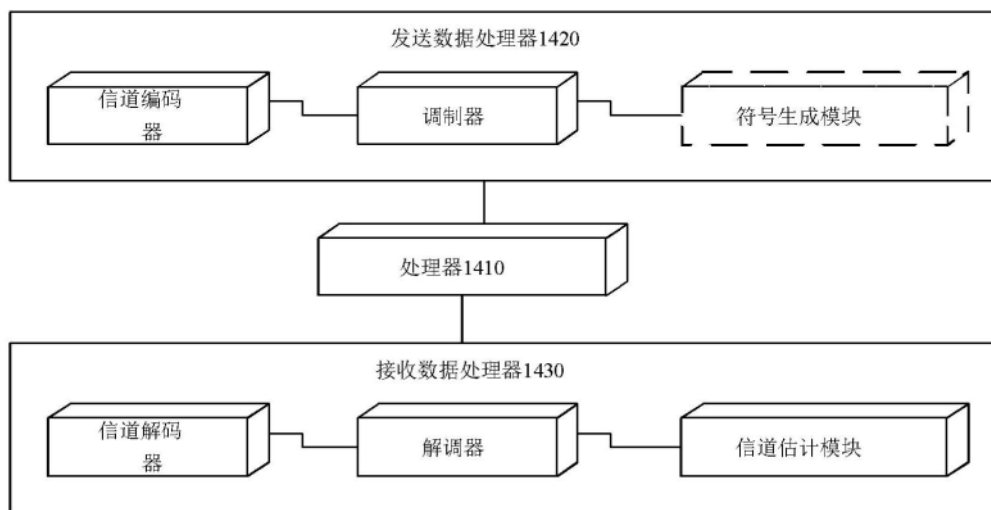 发送数据处理器1420
信道编码
器
调制器
符号生成模块
处理器1410
接收数据处理器1430
信道解码
器
解调器
信道估计模块